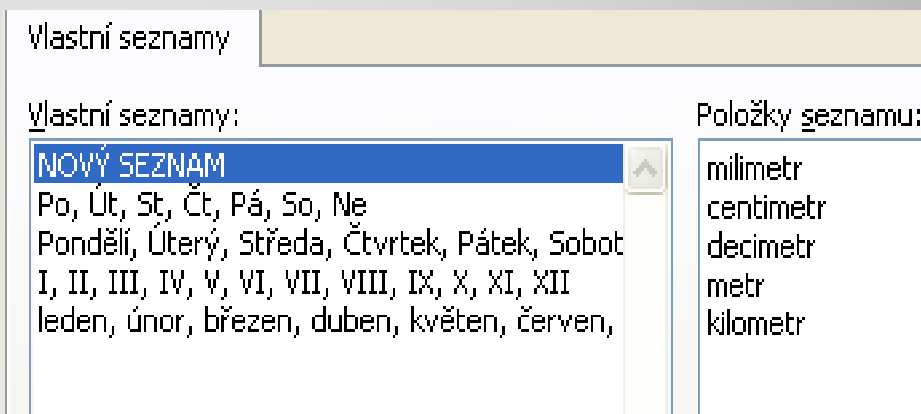 Vlastní seznamy
Vlastní seznamy:
NOVÝ SEZNAM
Po, Út, St, Čt, Pá, So, Ne
Pondělí, Úterý, Středa, Čtvrtek, Pátek, Sobot
I, II, III, IV, V, VI, VII, VIII, IX, X, XI, XII
leden, únor, březen, duben, květen, červen,
Položky seznamu:
milimetr
centimetr
decimetr
metr
kilometr